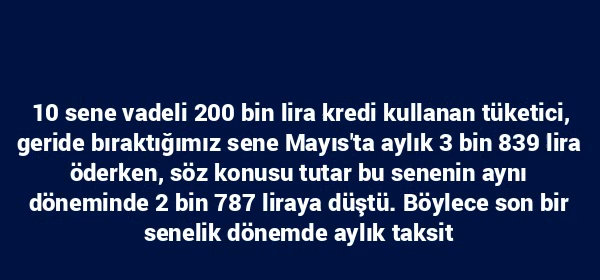 10 sene vadeli 200 bin lira kredi kullanan tüketici,
geride bıraktığımız sene Mayıs'ta aylık 3 bin 839 lira
öderken, söz konusu tutar bu senenin aynı
döneminde 2 bin 787 liraya düştü. Böylece son bir
senelik dönemde aylık taksit